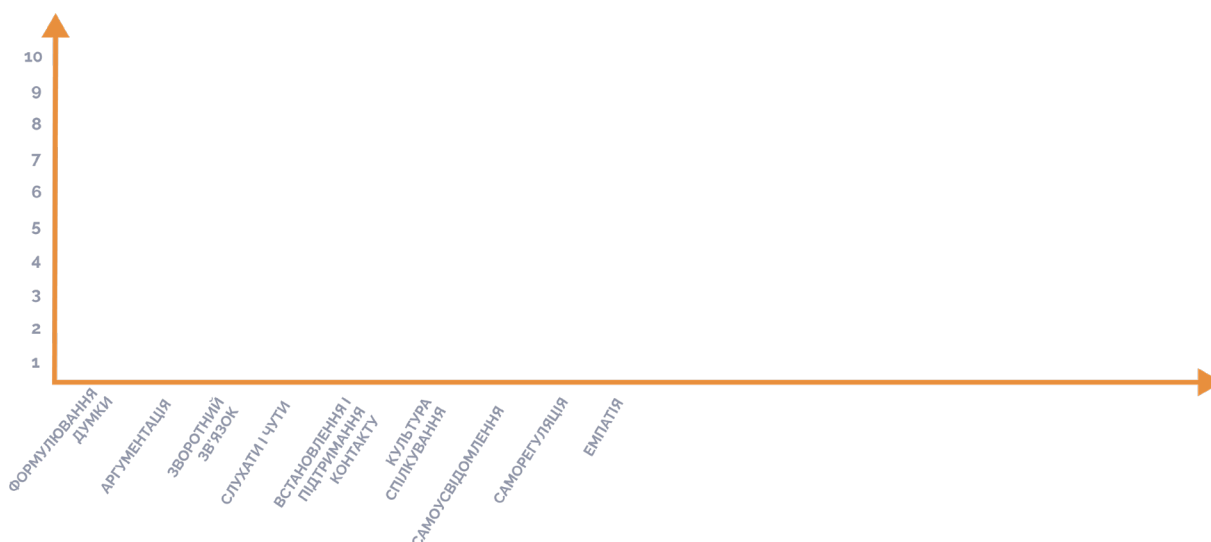 10
9
8
7
6
5
4
3
2
1
ФОРМУЛЮВАННЯ
ДУМКИ
АРГУМЕНТАЦІЯ
ЗВОРОТНИЙ
ЗВ'ЯЗОК
СЛУХАТИ І ЧУТИ
ВСТАНОВЛЕННЯ І
ПІДТРИМАННЯ
КОНТАКТУ
КУЛЬТУРА
СПІЛКУВАННЯ
САМОУСВІДОМЛЕННЯ
САМОРЕГУЛЯЦІЯ
ЕМПАТІЯ